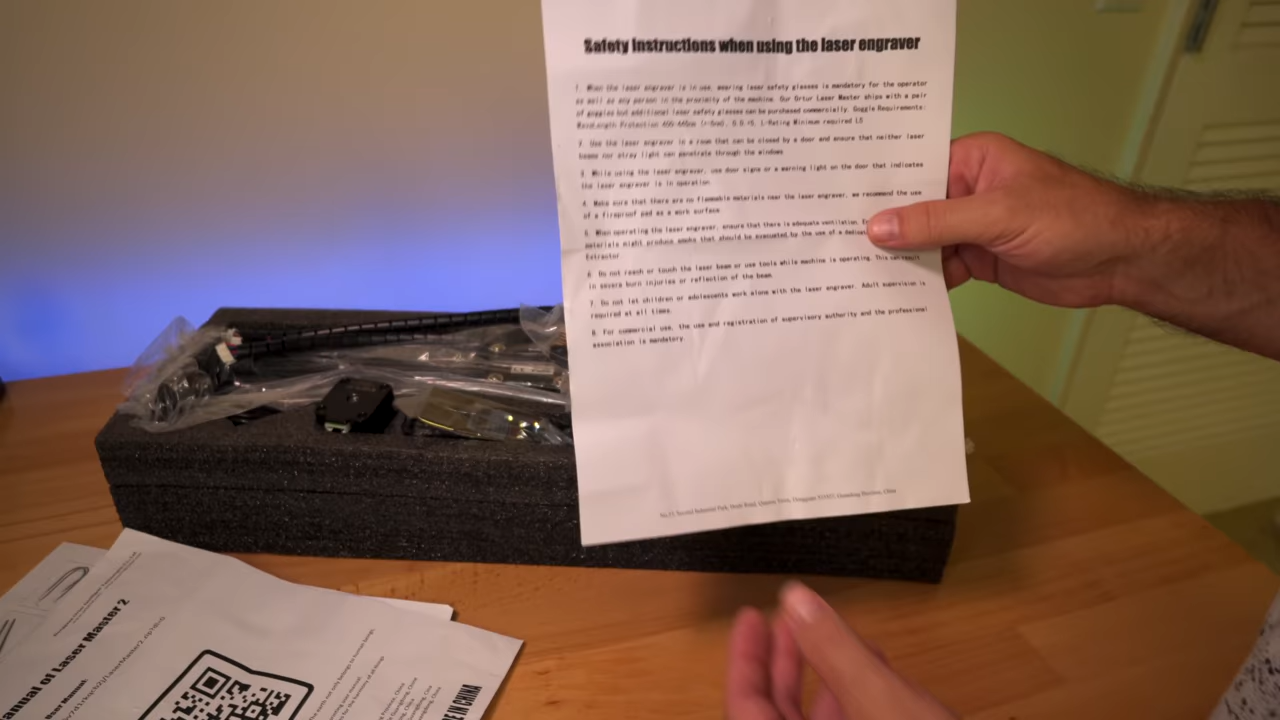 Safety instructions when using the laser engraver
1. When the laser engraver is in use, wearing laser safety glasses is mandatory for the operator
as well as any person in the proximity of the machine. Our Ortur Laser Master ships with a pair
of goggles but additional laser safety glasses can be purchased commercially. Goggle Requirements:
WaveLength Protection
L-Rating Minimum required L5
2. Use the laser engraver in a room that can be closed by a door and ensure that neither laser
beams nor stray light can penetrate through the windows
3. While using the laser engraver, use door signs or a warning light on the door that indicates
the laser engraver is in operation.
4. Make sure that there are no flammable materials near the laser engraver, we recommend the use
of a fireproof pad as a work surface.
5. When operating the laser engraver, ensure that there is adequate ventilation.
materials might produce smoke that should be evacuated by the use of a
Extractor
6. Do not reach or touch the laser beam or use tools while machine is operating. This can result
in severe burn injuries or reflection of the beam.
7. Do not let children or adolescents work alone with the laser engraver. Adult supervision is
required at all times.
8. For commercial use, the use and registration of supervisory authority and the professional
association is mandatory.
anual of Laser Master 2
User Manual:
E IN CHINA